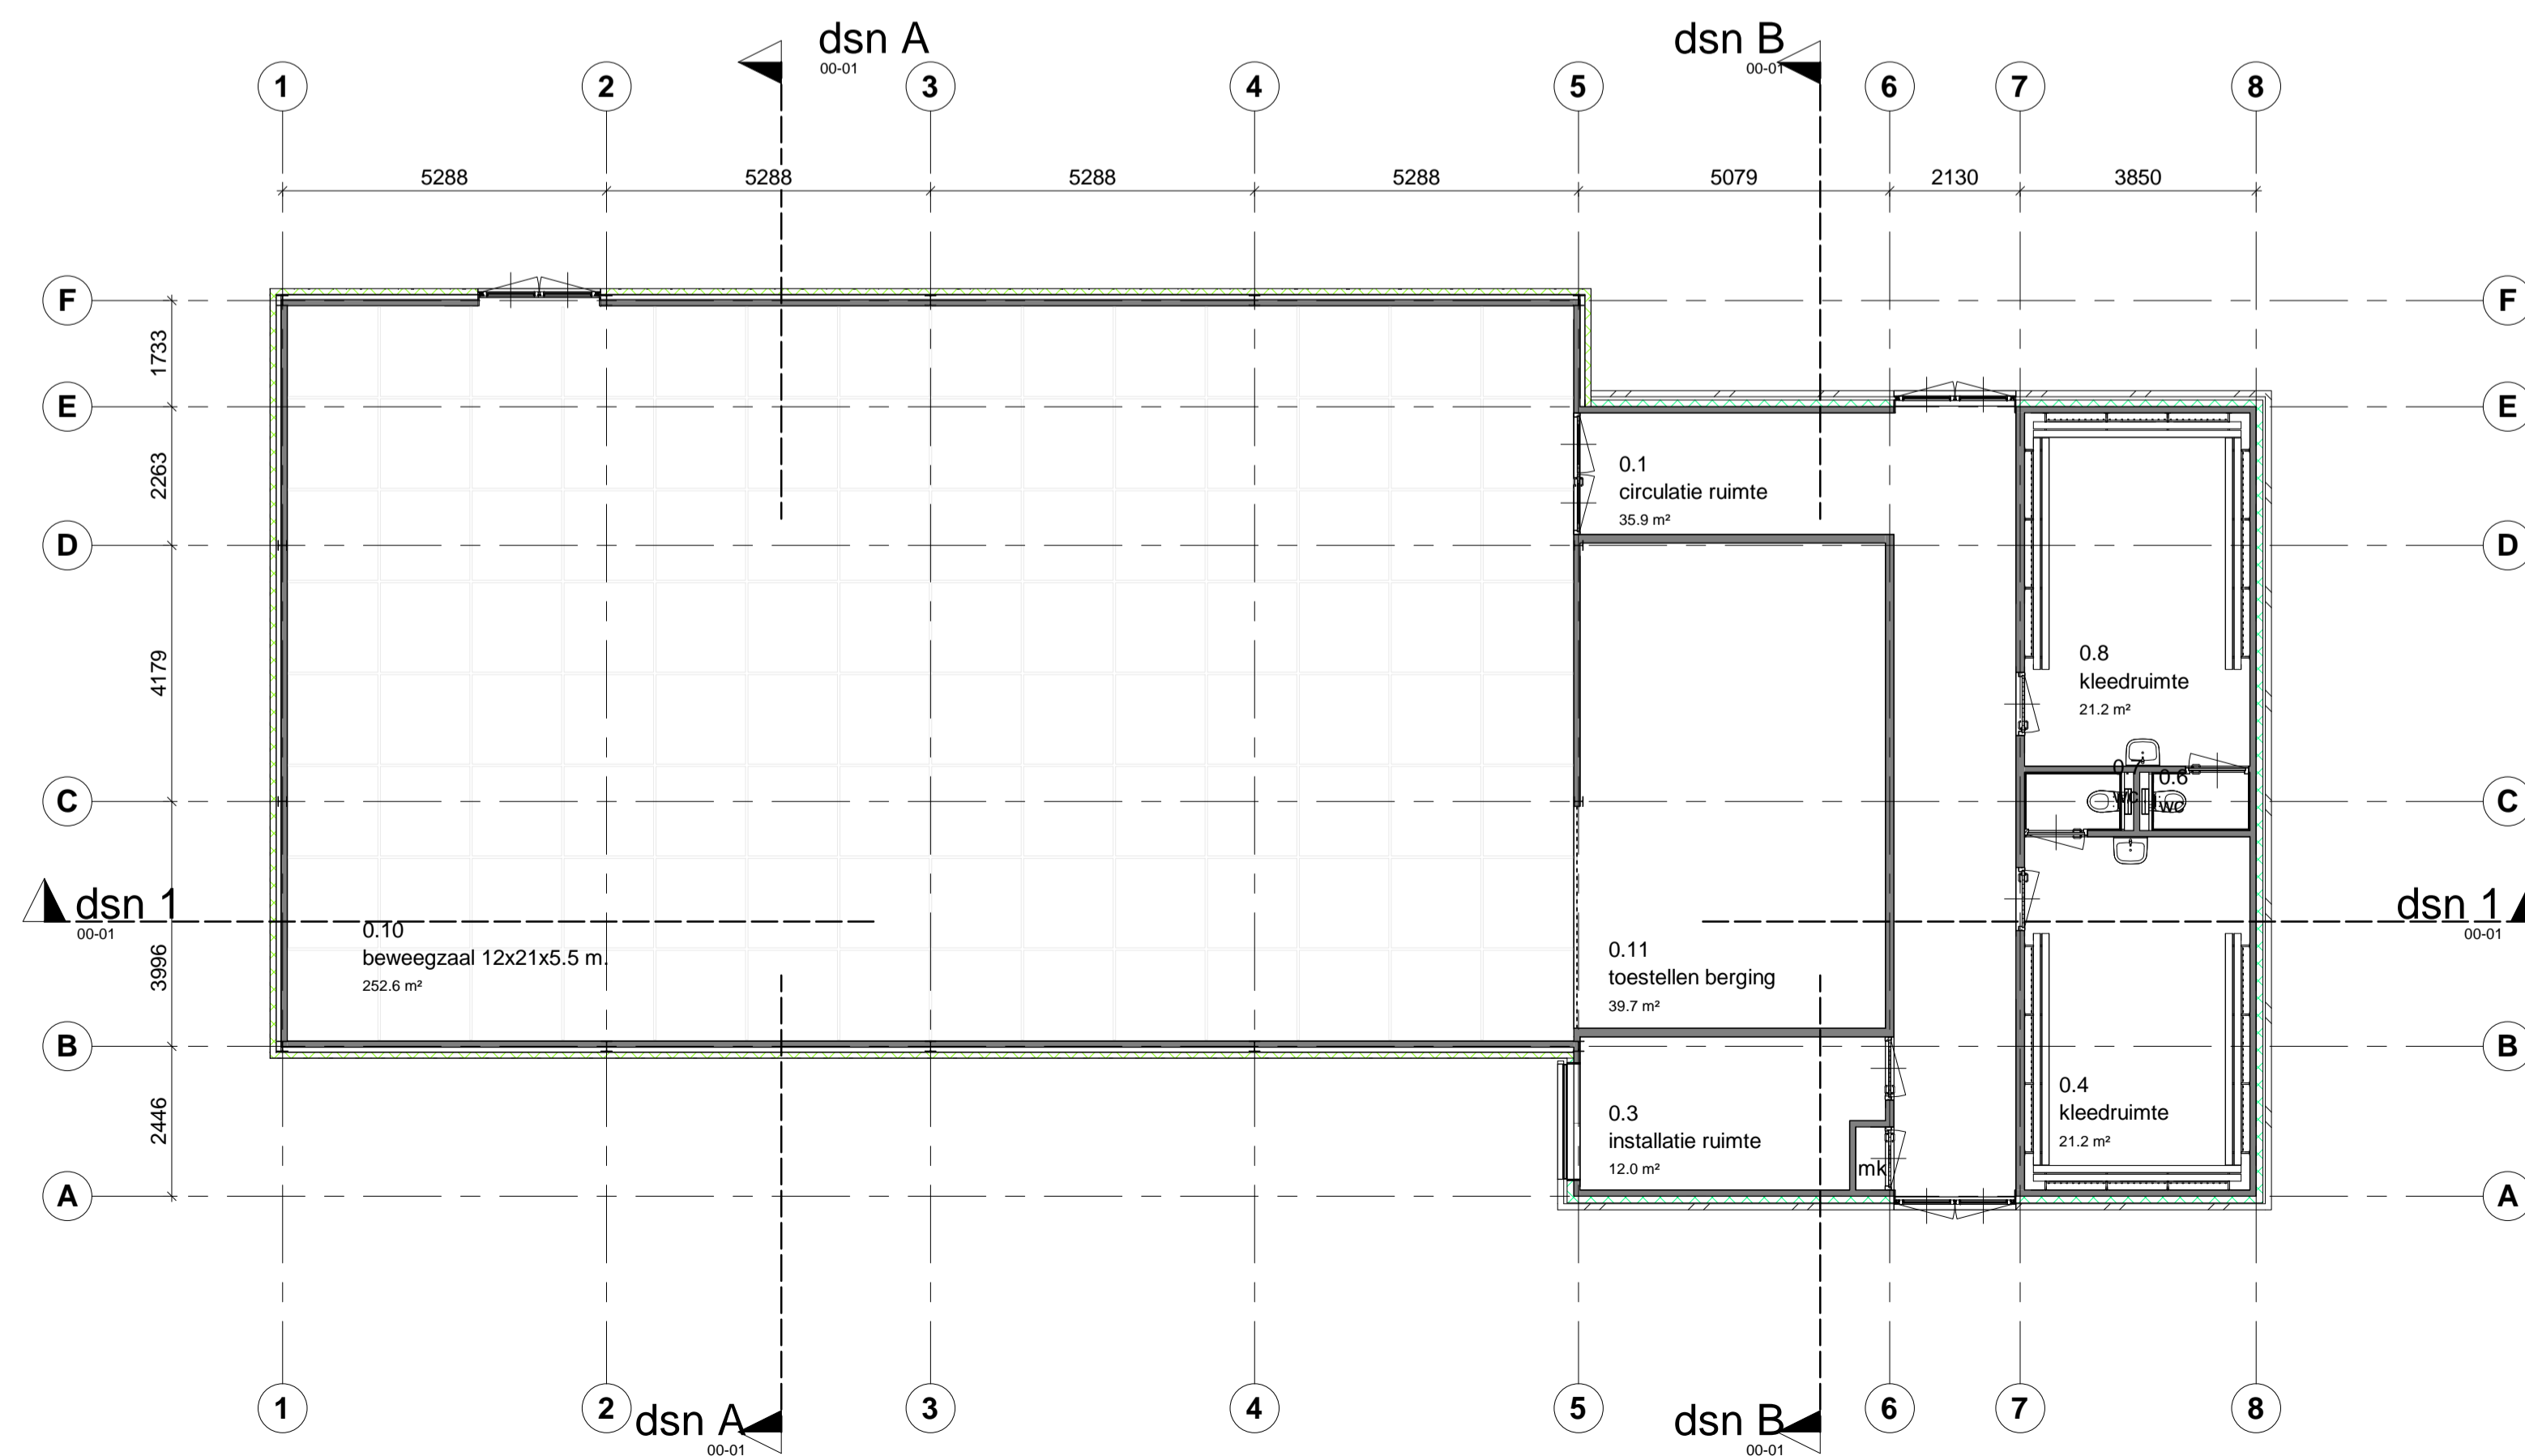 dsn A
00-01
dsn B
00-01
1
2
3
4
5
6
7
8
5288
5288
5288
5288
5079
2130
3850
F
F
1733
E
E
2263
0.1
circulatie ruimte
35.9 m²
D
D
4179
0.8
kleedruimte
21.2 m²
0.7
wc
0.6
wc
C
C
dsn 1
00-01
dsn 1
00-01
0.10
beweegzaal 12x21x5.5 m.
252.6 m²
3996
0.11
toestellen berging
39.7 m²
B
B
2446
0.3
installatie ruimte
12.0 m²
mk
0.4
kleedruimte
21.2 m²
A
A
1
2
3
4
5
6
7
8
dsn A
00-01
dsn B
00-01